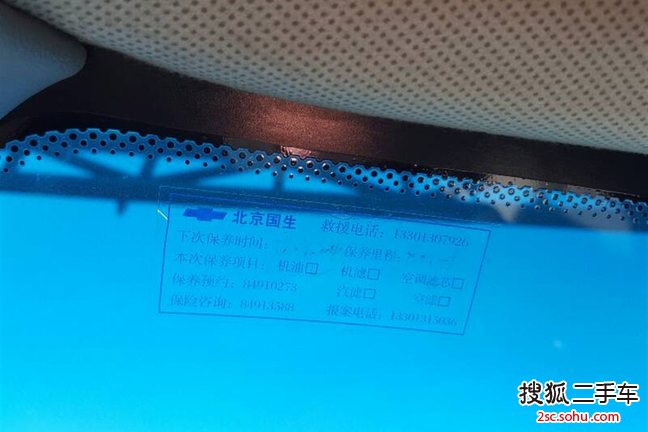 北京国生 救援电话：13301307926
下次保养时间： 保养里程：
本次保养项目：机油□ 机滤□ 空调滤芯□
保养预约：84910273 汽滤□ 空滤□
保险咨询：84913588 报案电话：13301315036
搜狐二手车
2sc.sohu.com